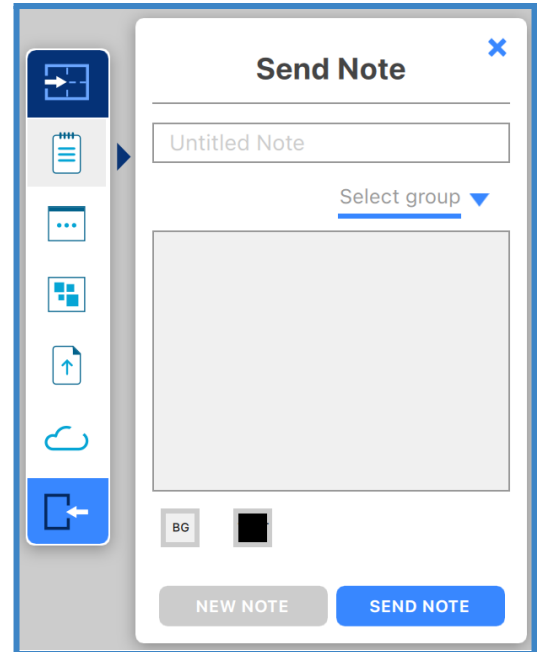 Send Note
Untitled Note
Select group
BG
NEW NOTE
SEND NOTE